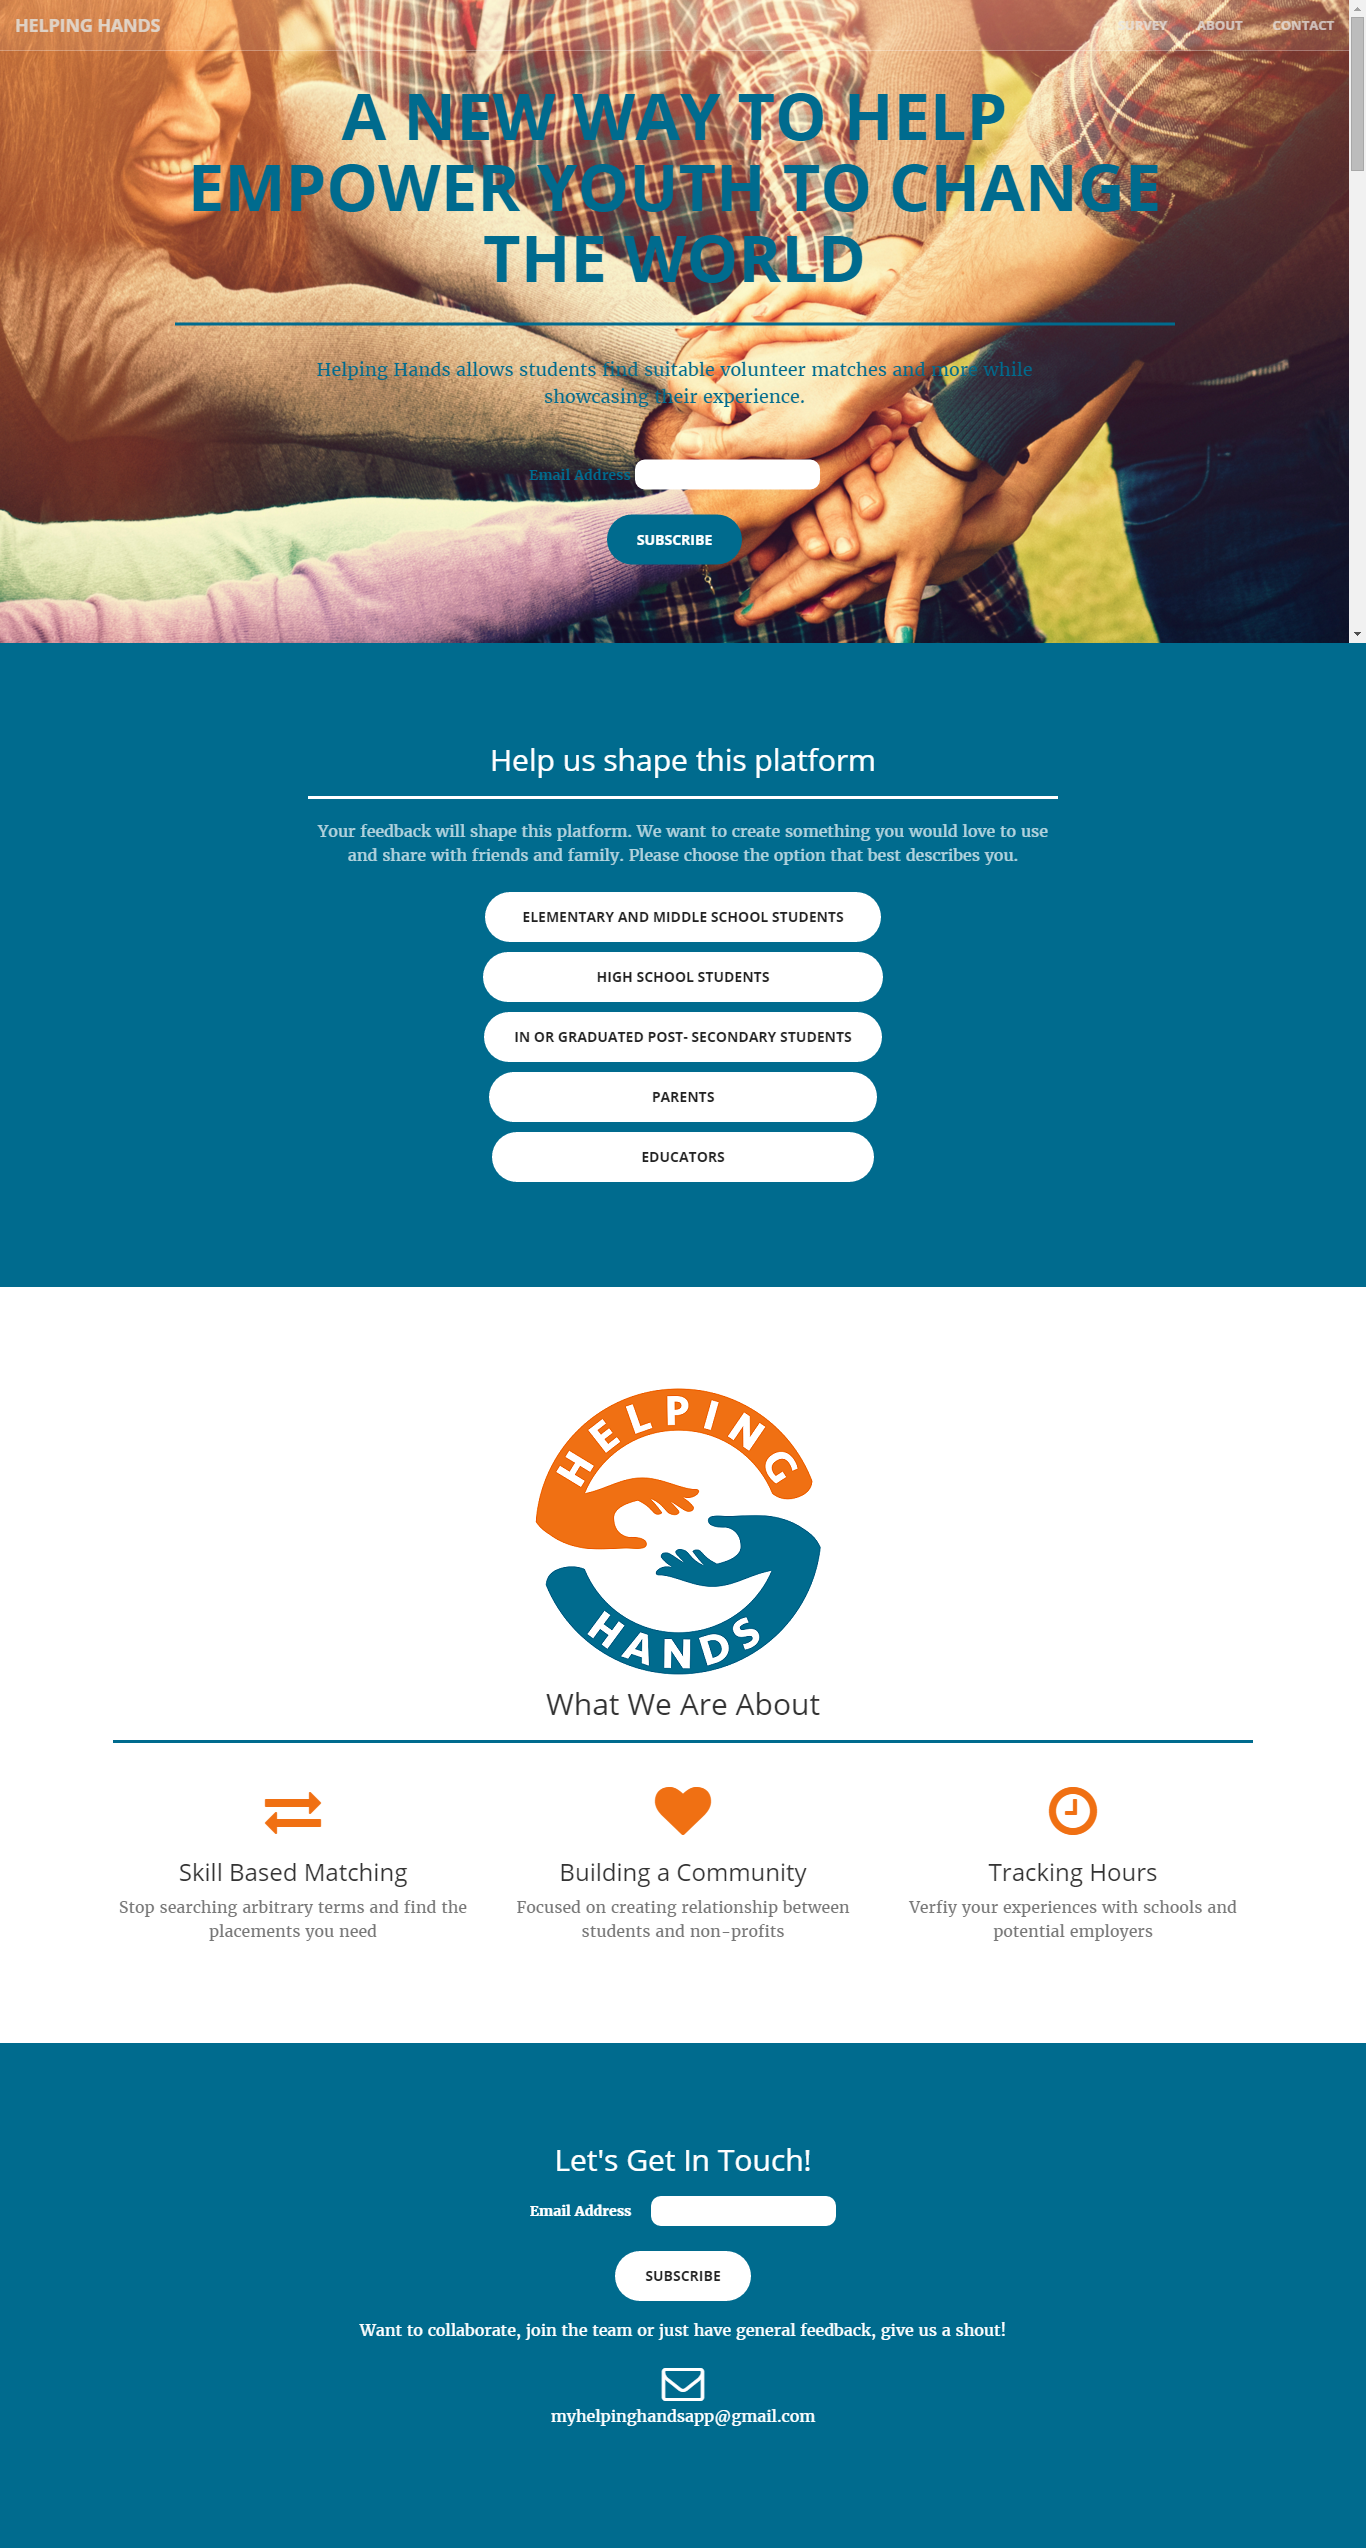 HELPING HANDS
SURVEY ABOUT CONTACT
A NEW WAY TO HELP
EMPOWER YOUTH TO CHANGE
THE WORLD
Helping Hands allows students find suitable volunteer matches and more while
showcasing their experience.
Email Address
SUBSCRIBE
Help us shape this platform
Your feedback will shape this platform. We want to create something you would love to use
and share with friends and family. Please choose the option that best describes you.
ELEMENTARY AND MIDDLE SCHOOL STUDENTS
HIGH SCHOOL STUDENTS
IN OR GRADUATED POST- SECONDARY STUDENTS
PARENTS
EDUCATORS
HELPING
HANDS
What We Are About
Skill Based Matching
Stop searching arbitrary terms and find the
placements you need
Building a Community
Focused on creating relationship between
students and non-profits
Tracking Hours
Verfiy your experiences with schools and
potential employers
Let's Get In Touch!
Email Address
SUBSCRIBE
Want to collaborate, join the team or just have general feedback, give us a shout!
myhelpinghandsapp@gmail.com